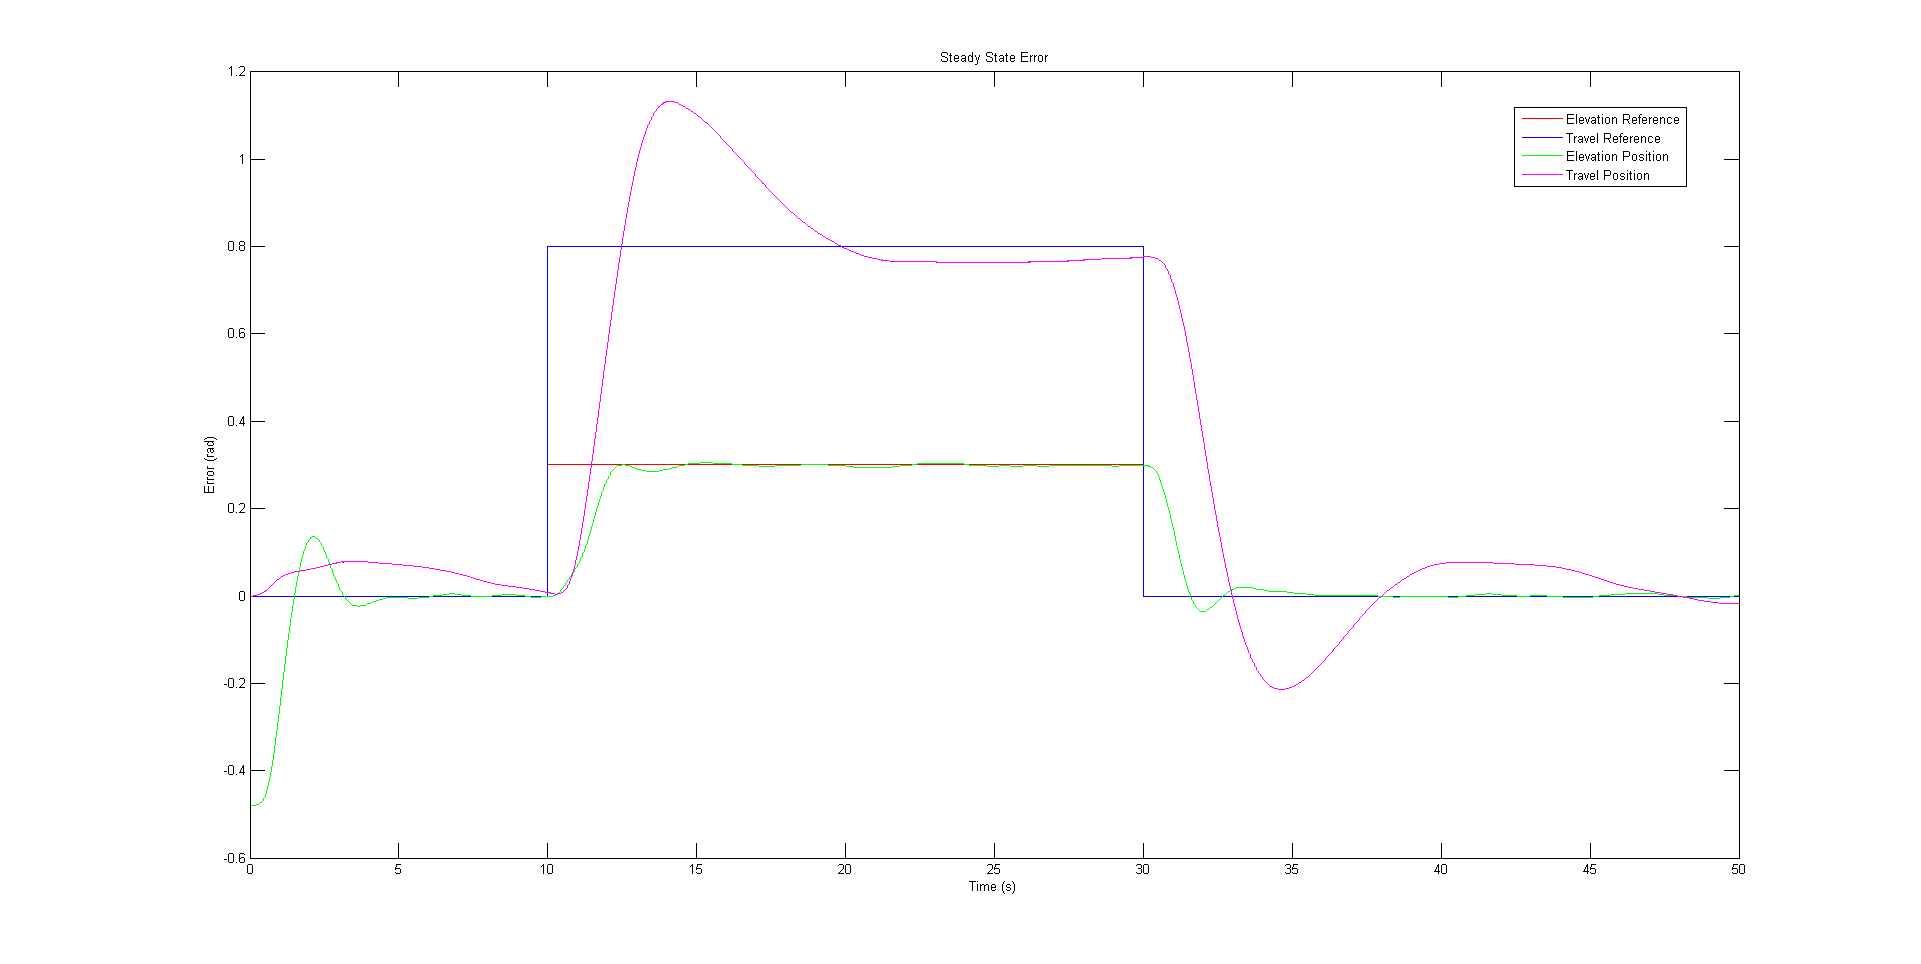 Steady State Error
1.2
1
0.8
0.6
0.4
0.2
0
-0.2
-0.4
-0.6
Error (rad)
Elevation Reference
Travel Reference
Elevation Position
Travel Position
0 5 10 15 20 25 30 35 40 45 50
Time (s)